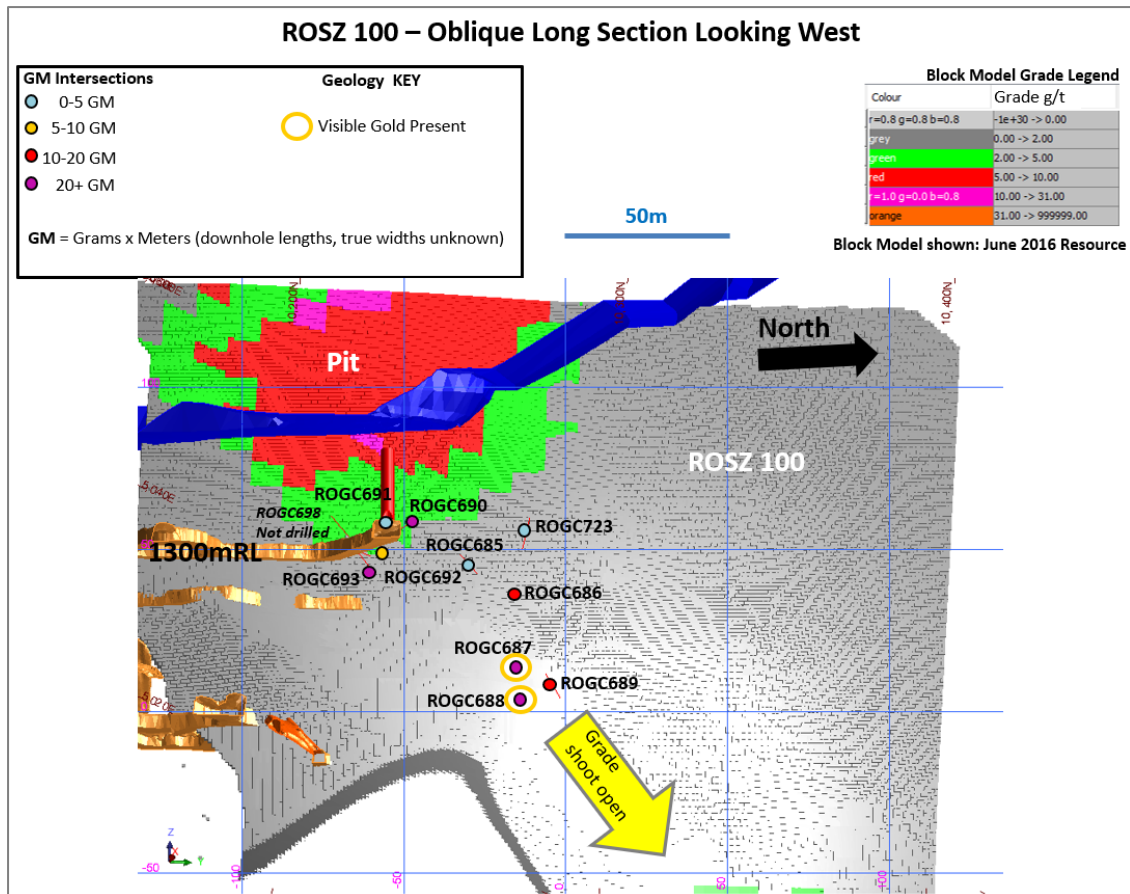 ROSZ 100 – Oblique Long Section Looking West
GM Intersections
0-5 GM
5-10 GM
10-20 GM
20+ GM
GM = Grams x Meters (downhole lengths, true widths unknown)
Geology KEY
Visible Gold Present
Block Model Grade Legend
Colour Grade g/t
r=0.8 g=0.8 b=0.8 -1e+30 -> 0.00
grey 0.00 -> 2.00
green 2.00 -> 5.00
red 5.00 -> 10.00
r=1.0 g=0.0 b=0.8 10.00 -> 31.00
orange 31.00 -> 999999.00
Block Model shown: June 2016 Resource
50m
10,200N
10,400N
North
Pit
100
ROSZ 100
5,040E
ROGC691
ROGC690
ROGC698
Not drilled
ROGC723
1300mRL
ROGC685
ROGC693
ROGC692
ROGC686
ROGC687
ROGC689
ROGC688
Grade
shoot open
Z
X
Y
-50
-100
-50